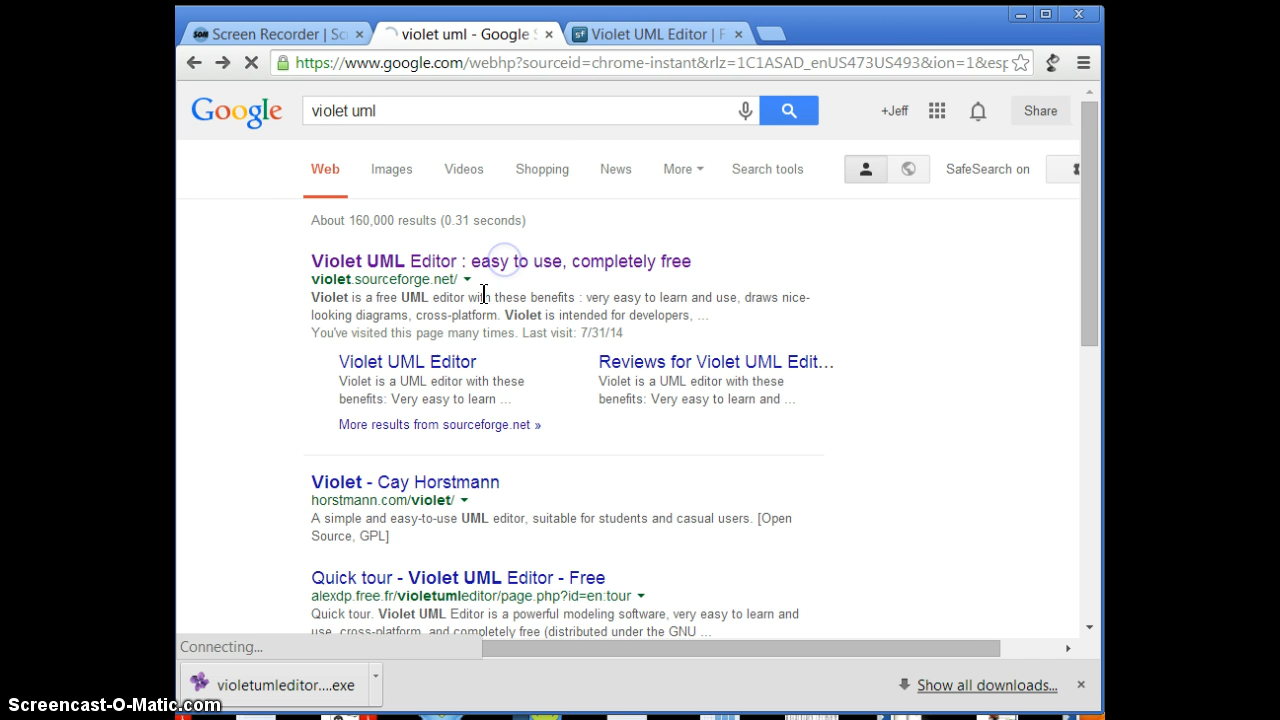 Screen Recorder | Sc
violet uml - Google S
Violet UML Editor | F
https://www.google.com/webhp?sourceid=chrome-instant&rlz=1C1ASAD_enUS473US493&ion=1&esp
Google
violet uml
+Jeff
Share
Web Images Videos Shopping News More Search tools
SafeSearch on
About 160,000 results (0.31 seconds)
Violet UML Editor : easy to use, completely free
violet.sourceforge.net/
Violet is a free UML editor with these benefits : very easy to learn and use, draws nice-
looking diagrams, cross-platform. Violet is intended for developers, ...
You've visited this page many times. Last visit: 7/31/14
Violet UML Editor
Violet is a UML editor with these
benefits: Very easy to learn ...
Reviews for Violet UML Edit...
Violet is a UML editor with these
benefits: Very easy to learn and ...
More results from sourceforge.net »
Violet - Cay Horstmann
horstmann.com/violet/
A simple and easy-to-use UML editor, suitable for students and casual users. [Open
Source, GPL]
Quick tour - Violet UML Editor - Free
alexdp.free.fr/violetumleditor/page.php?id=en:tour
Quick tour. Violet UML Editor is a powerful modeling software, very easy to learn and
use, cross-platform, and completely free (distributed under the GNU ...
Connecting...
violetumleditor....exe
Show all downloads...
Screencast-O-Matic.com